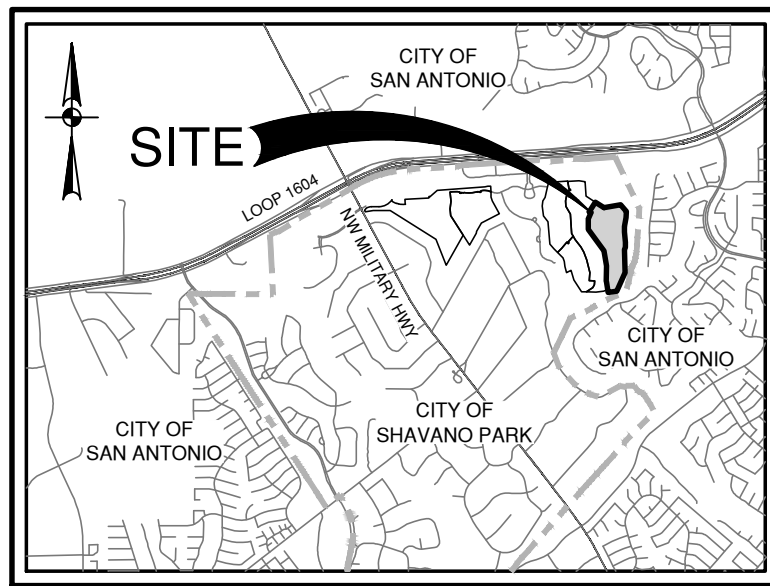 CITY OF
SAN ANTONIO
SITE
LOOP 1604
NW MILITARY HWY
CITY OF
SAN ANTONIO
CITY OF
SHAVANO PARK
CITY OF
SAN ANTONIO